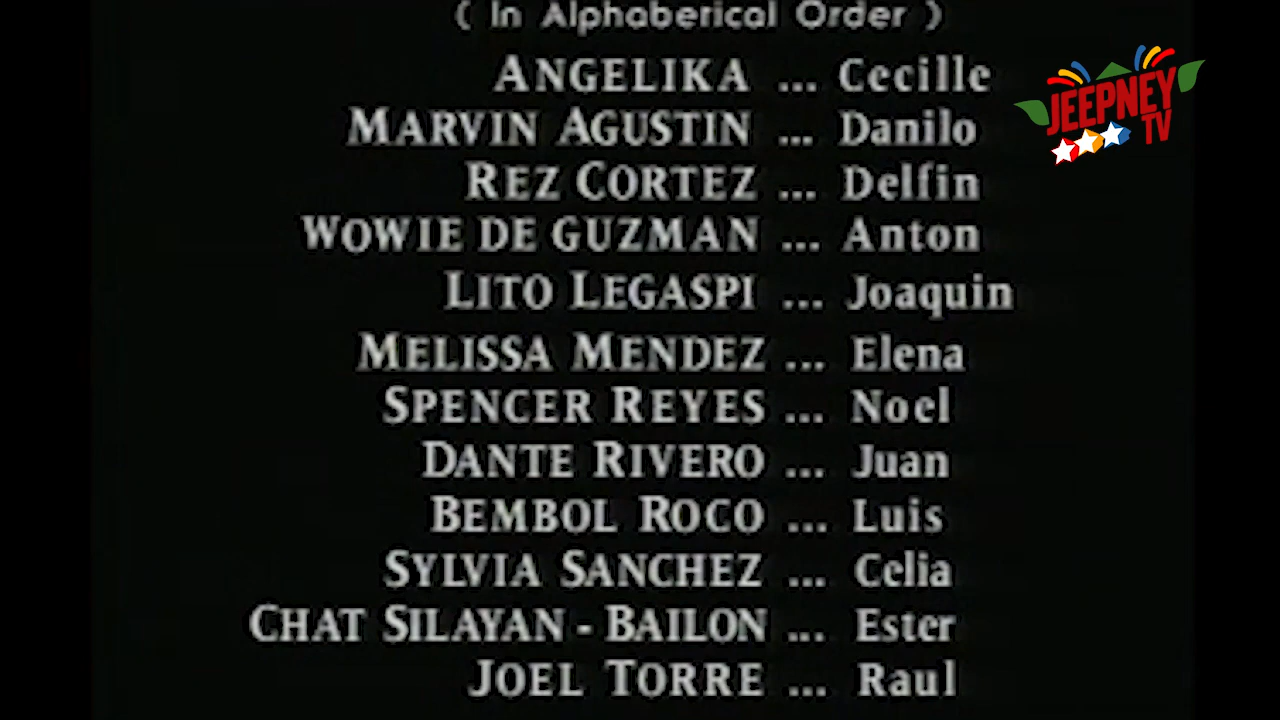 ( In Alphaberical Order )
ANGELIKA ... Cecille
MARVIN AGUSTIN ... Danilo
REZ CORTEZ ... Delfin
WOWIE DE GUZMAN ... Anton
LITO LEGASPI ... Joaquin
MELISSA MENDEZ ... Elena
SPENCER REYES ... Noel
DANTE RIVERO ... Juan
BEMBOL ROCO ... Luis
SYLVIA SANCHEZ ... Celia
CHAT SILAYAN - BAILON ... Ester
JOEL TORRE ... Raul
JEEPNEY
TV